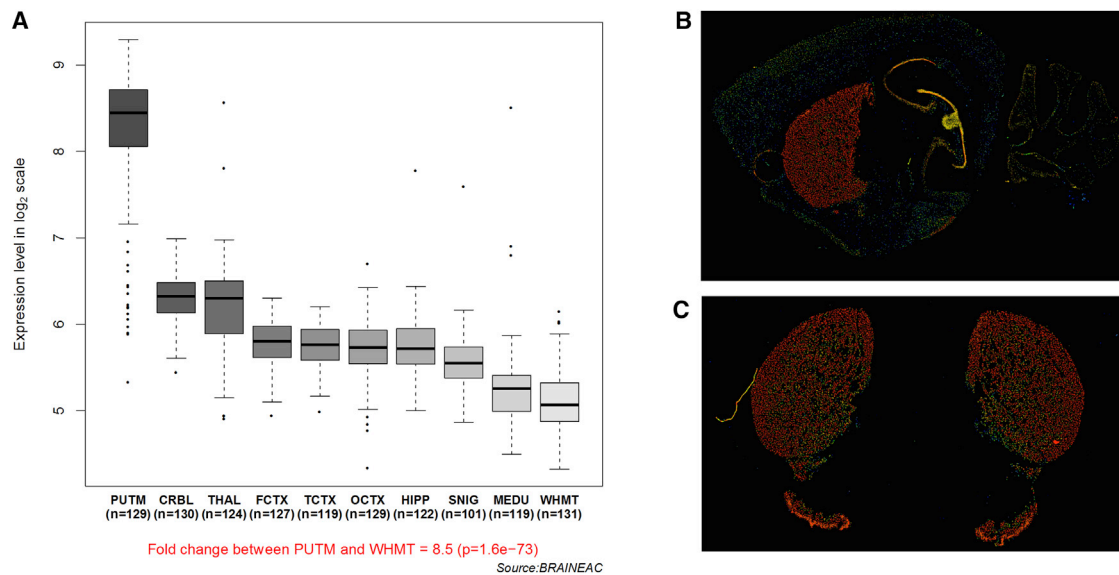 A
B
C
Expression level in log2 scale
9
8
7
6
5
PUTM CRBL THAL FCTX TCTX OCTX HIPP SNIG MEDU WHMT
(n=129) (n=130) (n=124) (n=127) (n=119) (n=129) (n=122) (n=101) (n=119) (n=131)
Fold change between PUTM and WHMT = 8.5 (p=1.6e−73)
Source:BRAINEAC